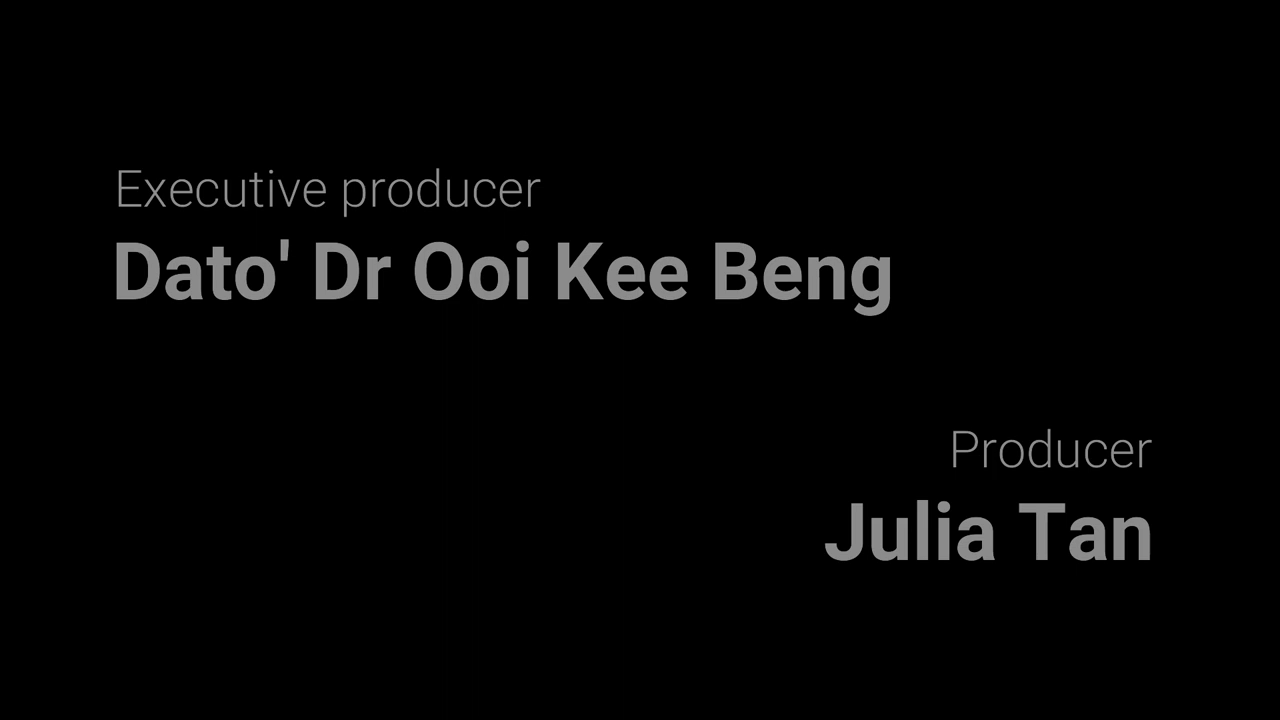 Executive producer
Dato' Dr Ooi Kee Beng
Producer
Julia Tan